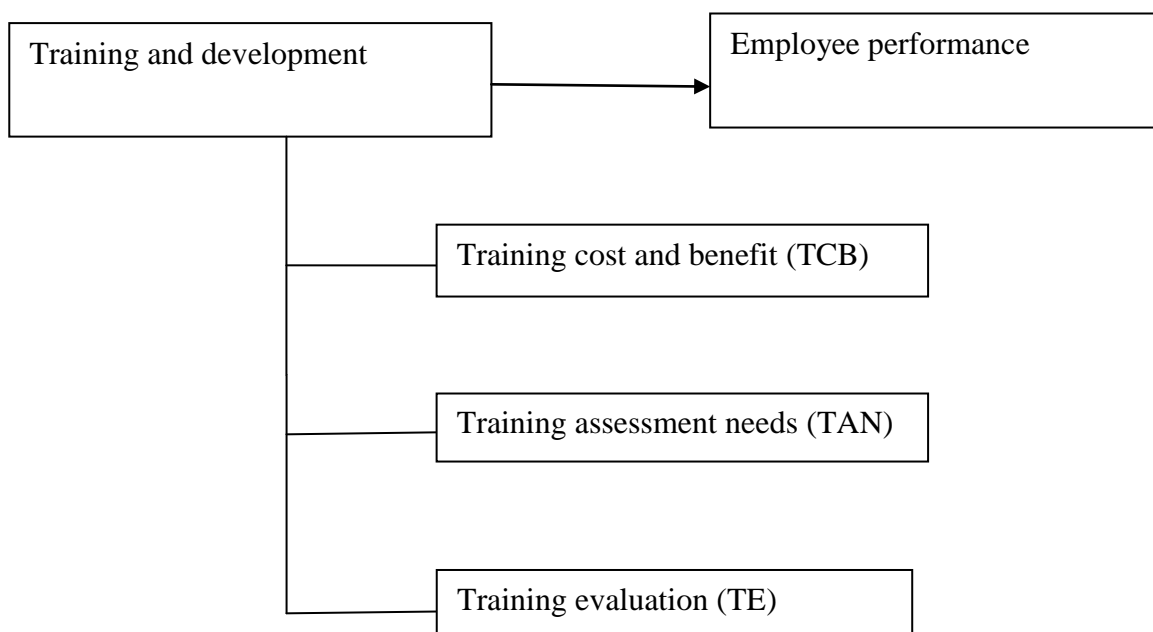 Training and development
Employee performance
Training cost and benefit (TCB)
Training assessment needs (TAN)
Training evaluation (TE)